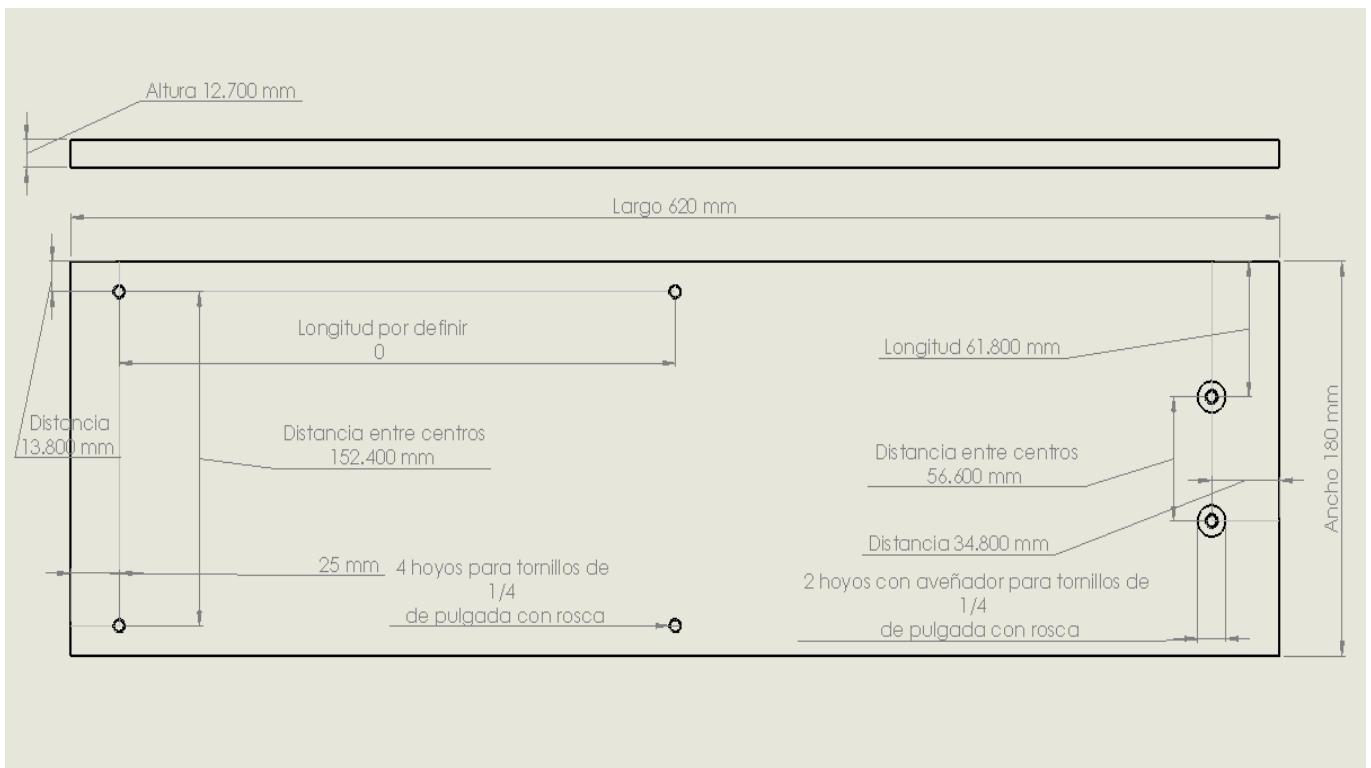 Altura 12.700 mm
Largo 620 mm
Longitud por definir
0
Longitud 61.800 mm
Distancia
13.800 mm
Distancia entre centros
152.400 mm
Distancia entre centros
56.600 mm
Ancho 180 mm
Distancia 34.800 mm
25 mm
4 hoyos para tornillos de
1/4
de pulgada con rosca
2 hoyos con aveñador para tornillos de
1/4
de pulgada con rosca